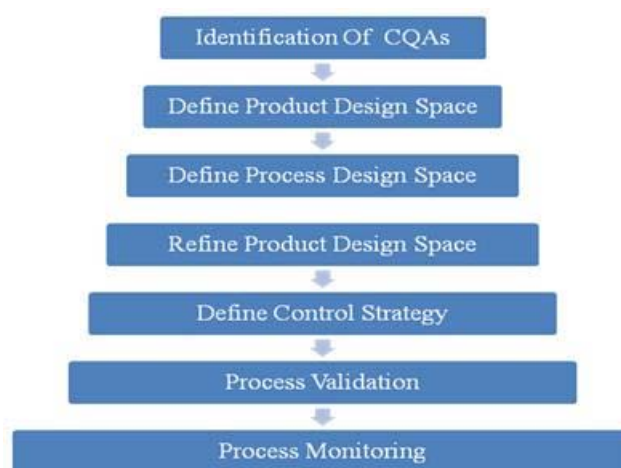 Identification Of CQAs
Define Product Design Space
Define Process Design Space
Refine Product Design Space
Define Control Strategy
Process Validation
Process Monitoring